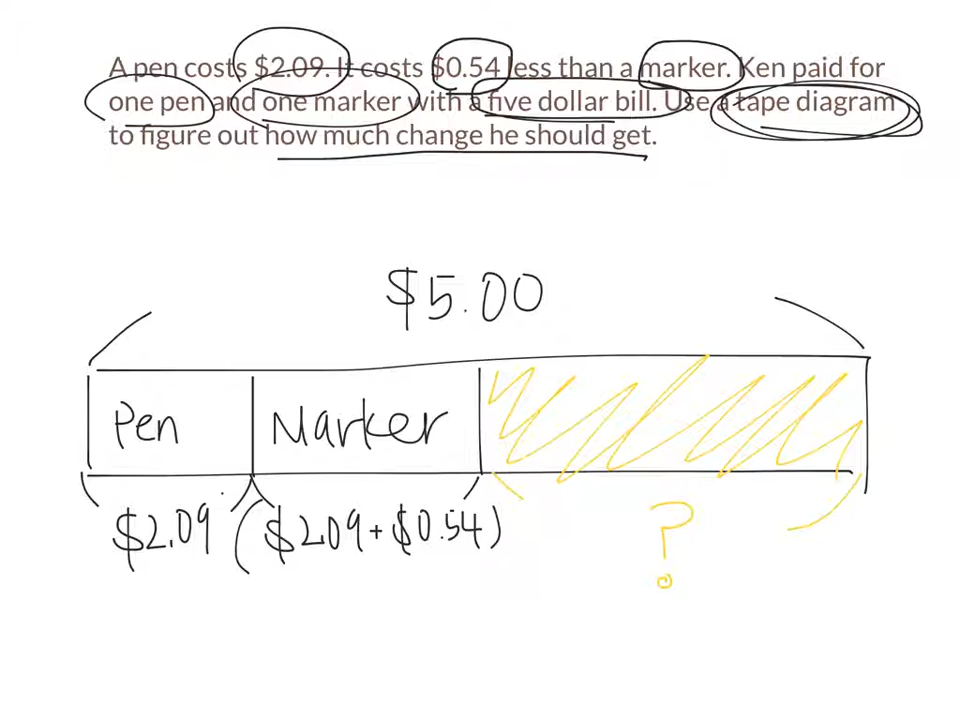 A pen costs $2.09. It costs $0.54 less than a marker. Ken paid for
one pen and one marker with a five dollar bill. Use a tape diagram
to figure out how much change he should get.
$5.00
Pen Marker
$2.09 ($2.09+$0.54) ?